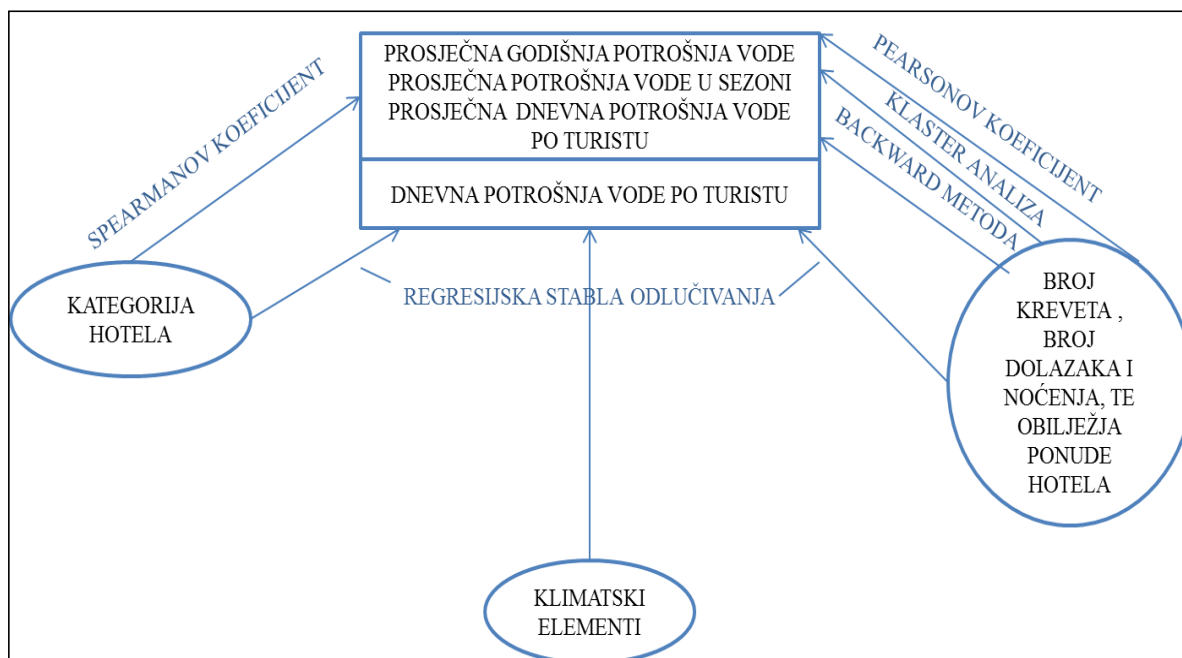 PROSJEČNA GODIŠNJA POTROŠNJA VODE
PROSJEČNA POTROŠNJA VODE U SEZONI
PROSJEČNA DNEVNA POTROŠNJA VODE
PO TURISTU
DNEVNA POTROŠNJA VODE PO TURISTU
SPEARMANOV KOEFICIJENT
PEARSONOV KOEFICIJENT
KLASTER ANALIZA
BACKWARD METODA
REGRESIJSKA STABLA ODLUČIVANJA
KATEGORIJA
HOTELA
BROJ
KREVETA ,
BROJ
DOLAZAKA I
NOĆENJA, TE
OBILJEŽJA
PONUDE
HOTELA
KLIMATSKI
ELEMENTI